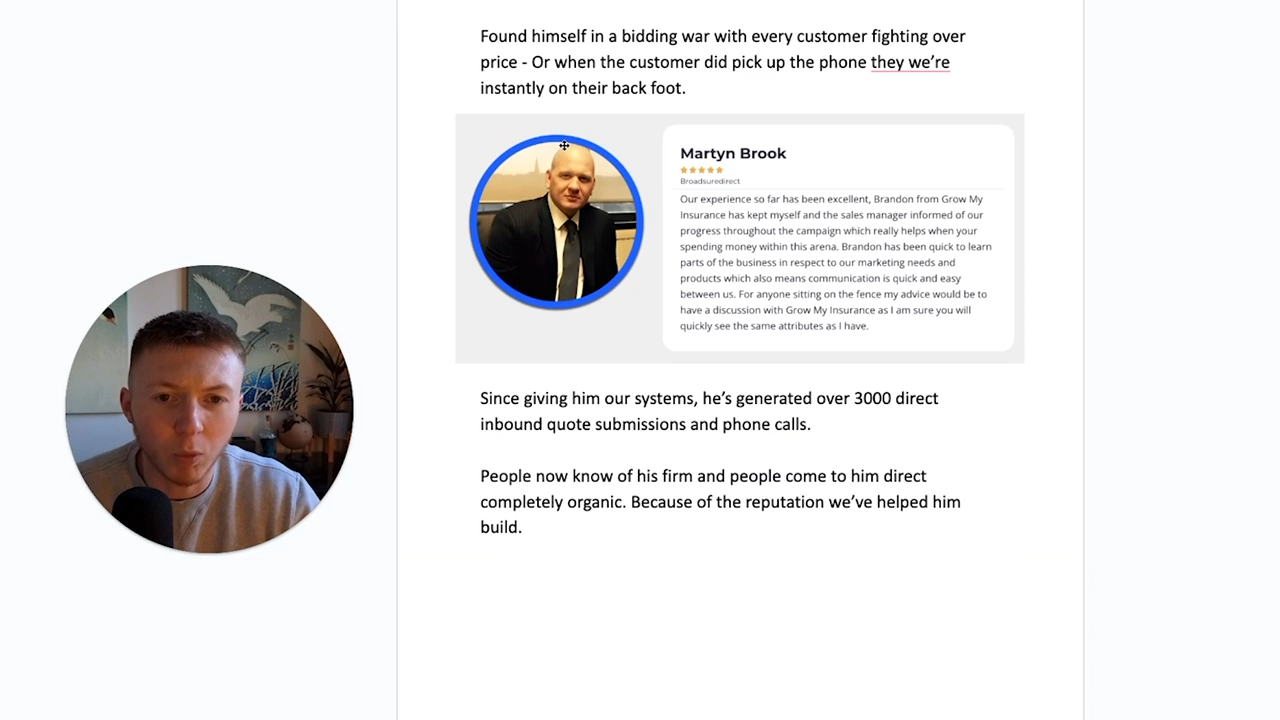 Found himself in a bidding war with every customer fighting over
price - Or when the customer did pick up the phone they we’re
instantly on their back foot.
Martyn Brook
Broadsuredirect
Our experience so far has been excellent, Brandon from Grow My
Insurance has kept myself and the sales manager informed of our
progress throughout the campaign which really helps when your
spending money within this arena. Brandon has been quick to learn
parts of the business in respect to our marketing needs and
products which also means communication is quick and easy
between us. For anyone sitting on the fence my advice would be to
have a discussion with Grow My Insurance as I am sure you will
quickly see the same attributes as I have.
Since giving him our systems, he’s generated over 3000 direct
inbound quote submissions and phone calls.
People now know of his firm and people come to him direct
completely organic. Because of the reputation we’ve helped him
build.